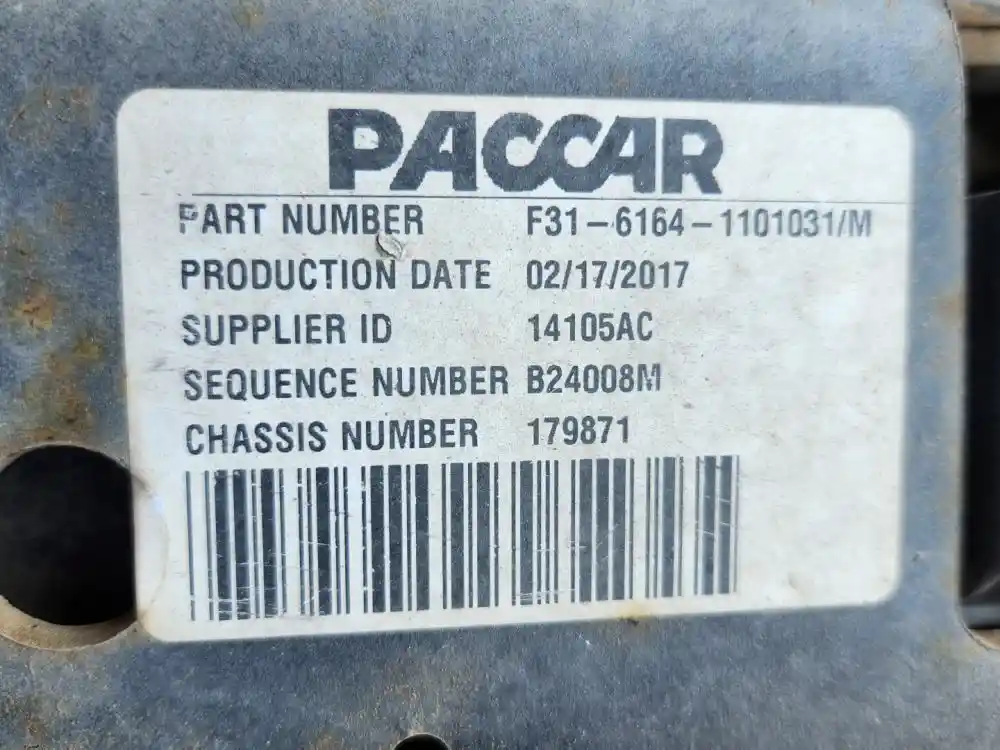 PACCAR
PART NUMBER F31-6164-1101031/M
PRODUCTION DATE 02/17/2017
SUPPLIER ID 14105AC
SEQUENCE NUMBER B24008M
CHASSIS NUMBER 179871